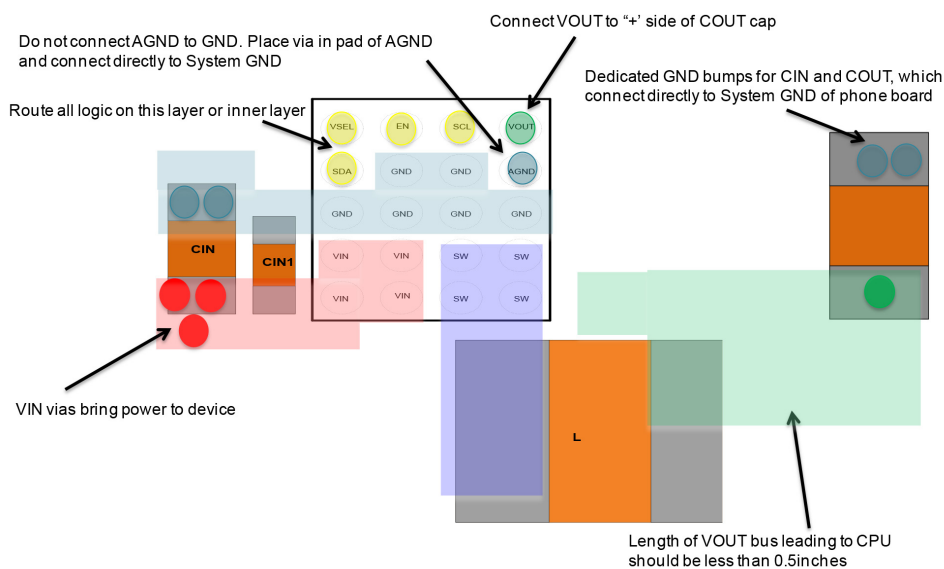 Connect VOUT to “+’ side of COUT cap
Do not connect AGND to GND. Place via in pad of AGND
and connect directly to System GND
Dedicated GND bumps for CIN and COUT, which
connect directly to System GND of phone board
Route all logic on this layer or inner layer
VSEL EN SCL VOUT
SDA GND GND AGND
GND GND GND GND
CIN
CIN1
VIN VIN SW SW
VIN VIN SW SW
VIN vias bring power to device
L
Length of VOUT bus leading to CPU
should be less than 0.5inches